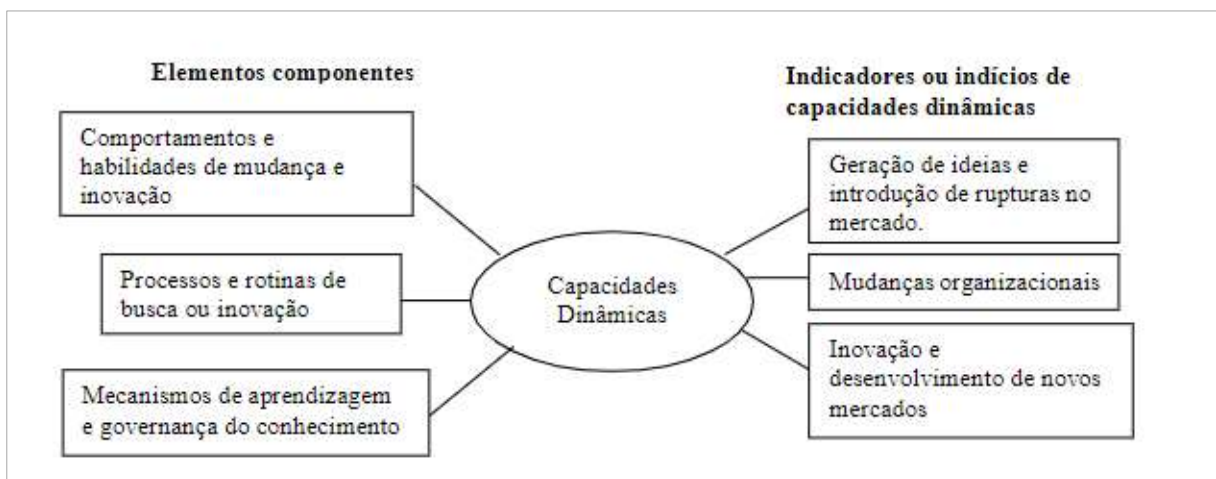 Elementos componentes
Comportamentos e
habilidades de mudança e
inovação
Processos e rotinas de
busca ou inovação
Mecanismos de aprendizagem
e governança do conhecimento
Capacidades
Dinâmicas
Indicadores ou indícios de
capacidades dinâmicas
Geração de ideias e
introdução de rupturas no
mercado.
Mudanças organizacionais
Inovação e
desenvolvimento de novos
mercados